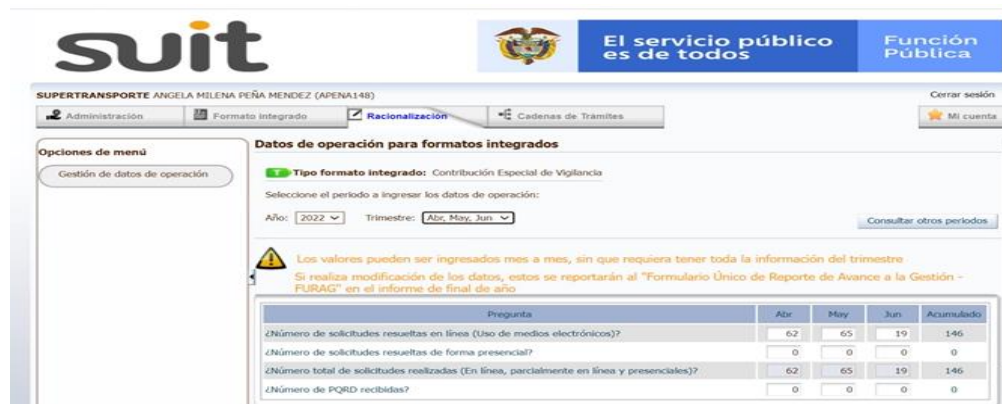 suit
El servicio público
es de todos
Función
Pública
SUPERTRANSPORTE ANGELA MILENA PEÑA MENDEZ (APENA148)
Cerrar sesión
Administración
Formato integrado
Racionalización
Cadenas de Trámites
Mi cuenta
Opciones de menú
Gestión de datos de operación
Datos de operación para formatos integrados
T Tipo formato integrado: Contribución Especial de Vigilancia
Seleccione el periodo a ingresar los datos de operación:
Año: 2022 Trimestre: Abr, May, Jun
Consultar otros periodos
Los valores pueden ser ingresados mes a mes, sin que requiera tener toda la información del trimestre
Si realiza modificación de los datos, estos se reportarán al "Formulario Único de Reporte de Avance a la Gestión -
FURAG" en el informe de final de año
Pregunta Abr May Jun Acumulado
¿Número de solicitudes resueltas en línea (Uso de medios electrónicos)? 62 65 19 146
¿Número de solicitudes resueltas de forma presencial? 0 0 0 0
¿Número total de solicitudes realizadas (En línea, parcialmente en línea y presenciales)? 62 65 19 146
¿Número de PQRD recibidas? 0 0 0 0